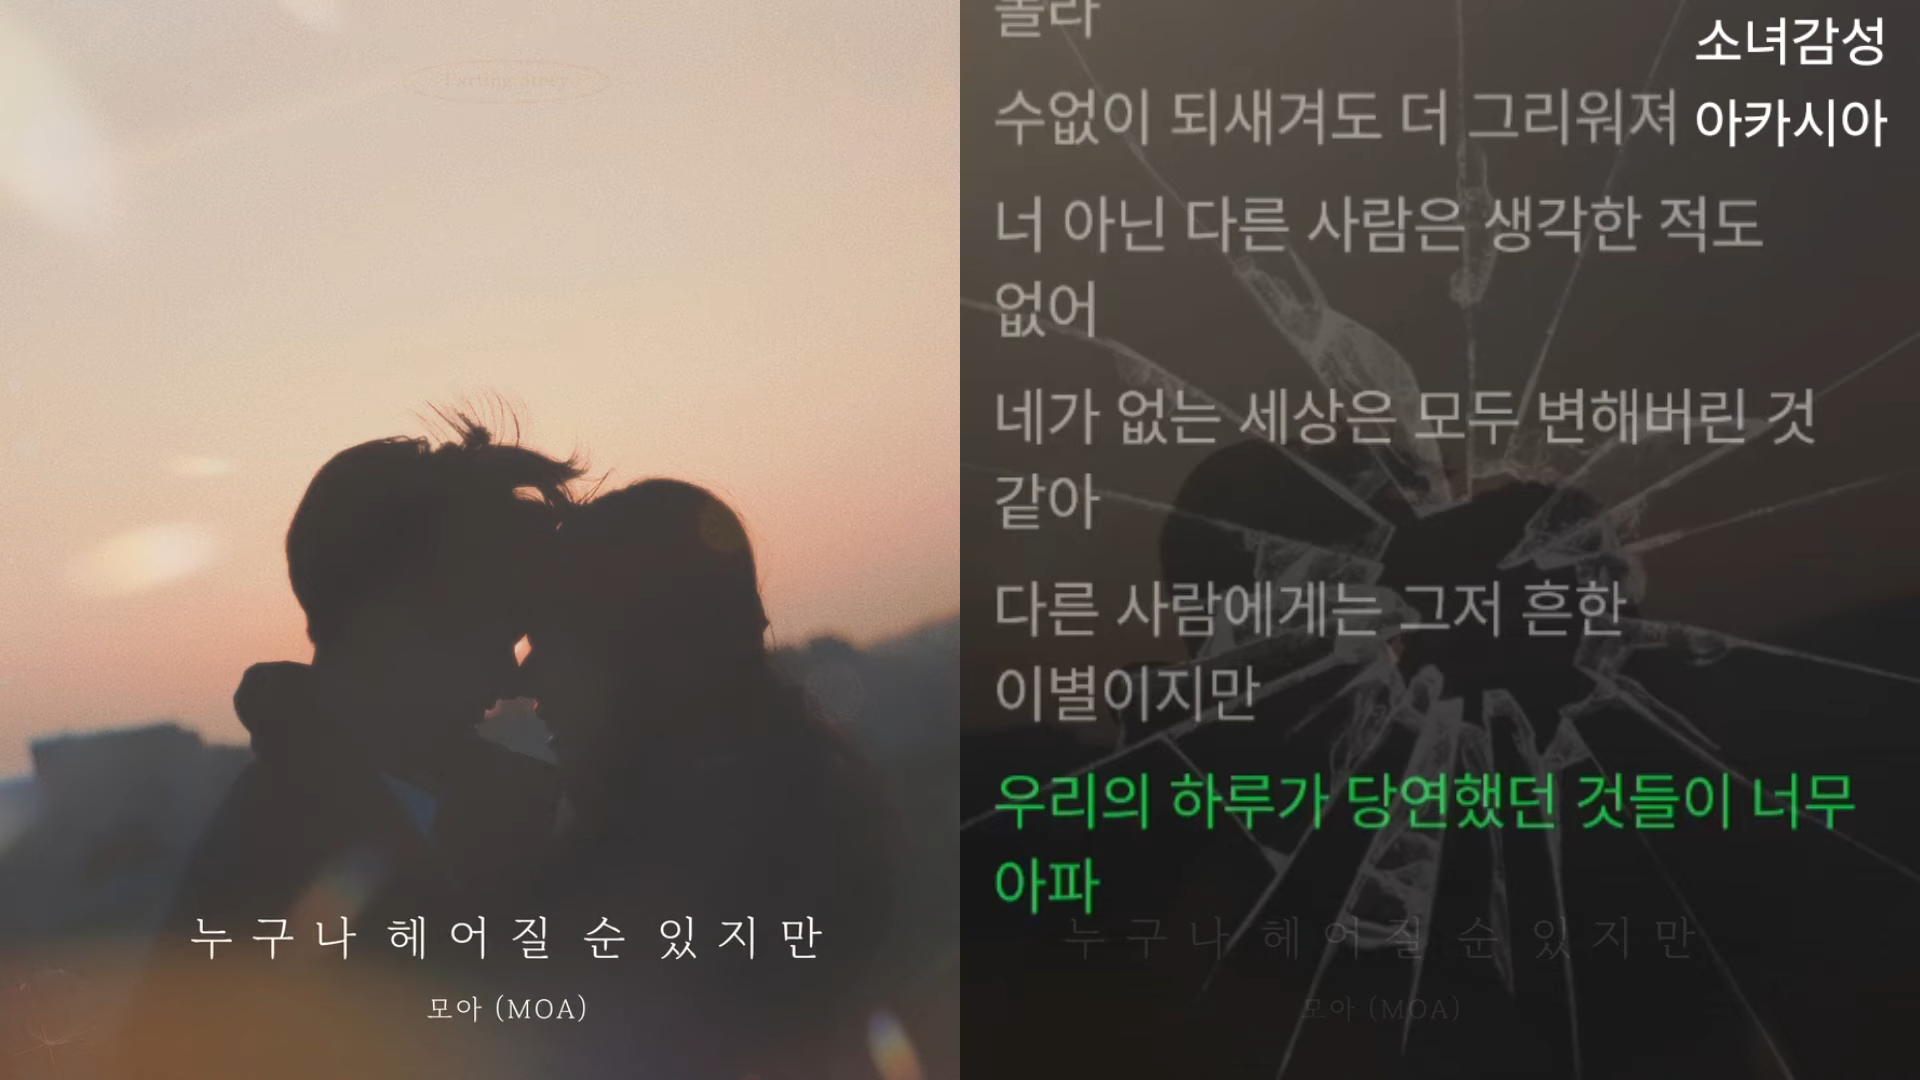 Parting Story
누구나 헤어질 순 있지만
모아 (MOA)
소녀감성
아카시아
몰라
수없이 되새겨도 더 그리워져
너 아닌 다른 사람은 생각한 적도
없어
네가 없는 세상은 모두 변해버린 것
같아
다른 사람에게는 그저 흔한
이별이지만
우리의 하루가 당연했던 것들이 너무
아파
누구나 헤어질 순 있지만
모아 (MOA)